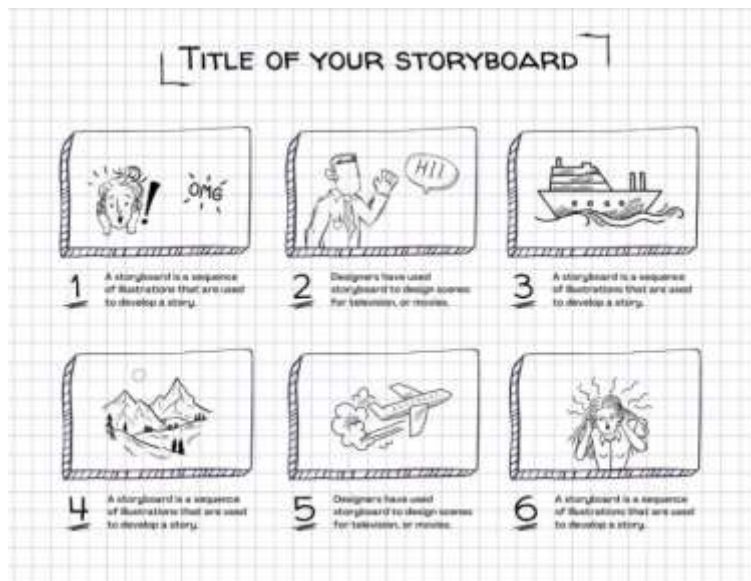 TITLE OF YOUR STORYBOARD
OMG
HII
1
A storyboard is a sequence
of illustrations that are used
to develop a story.
2
Designers have used
storyboard to design scenes
for television, or movies.
3
A storyboard is a sequence
of illustrations that are used
to develop a story.
4
A storyboard is a sequence
of illustrations that are used
to develop a story.
5
Designers have used
storyboard to design scenes
for television, or movies.
6
A storyboard is a sequence
of illustrations that are used
to develop a story.